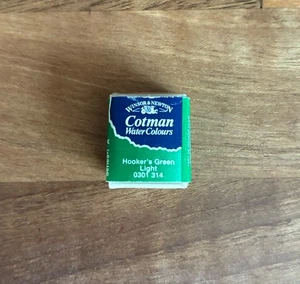 WINSOR & NEWTON
Cotman
Water Colours
Hooker's Green
Light
0301 314